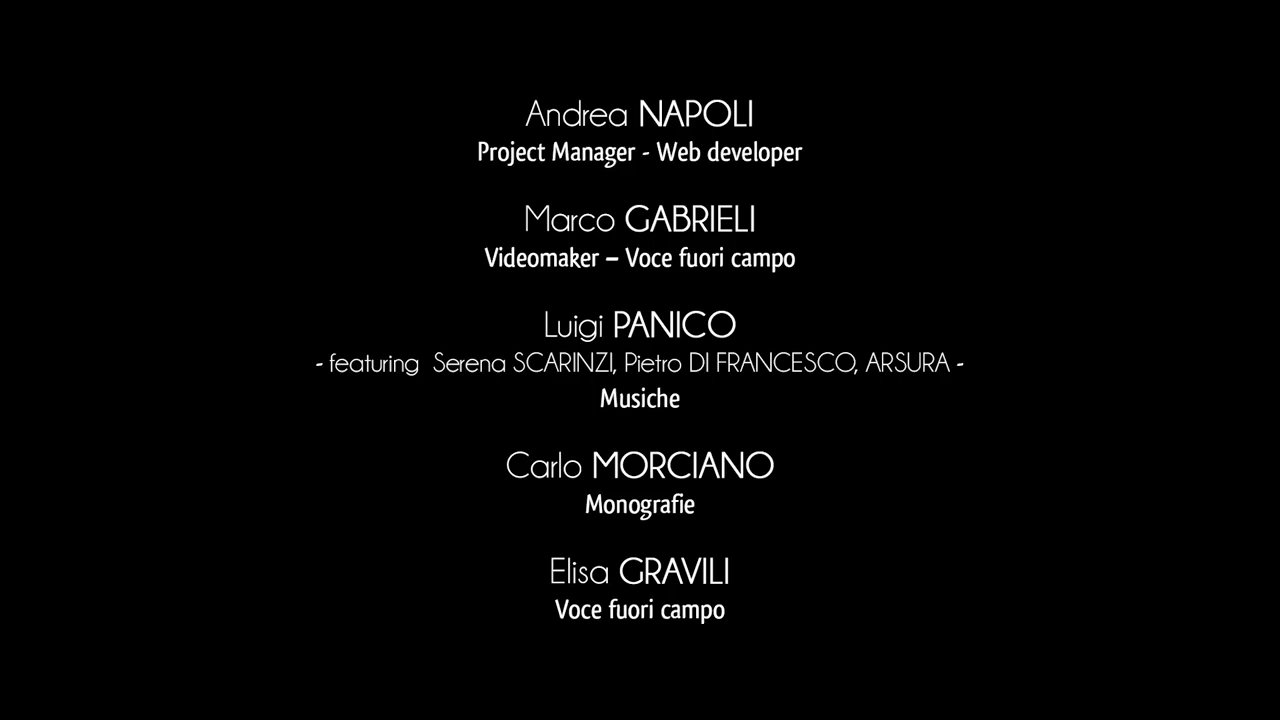 Andrea NAPOLI
Project Manager - Web developer
Marco GABRIELI
Videomaker – Voce fuori campo
Luigi PANICO
- featuring  Serena SCARINZI, Pietro DI FRANCESCO, ARSURA -
Musiche
Carlo MORCIANO
Monografie
Elisa GRAVILI
Voce fuori campo